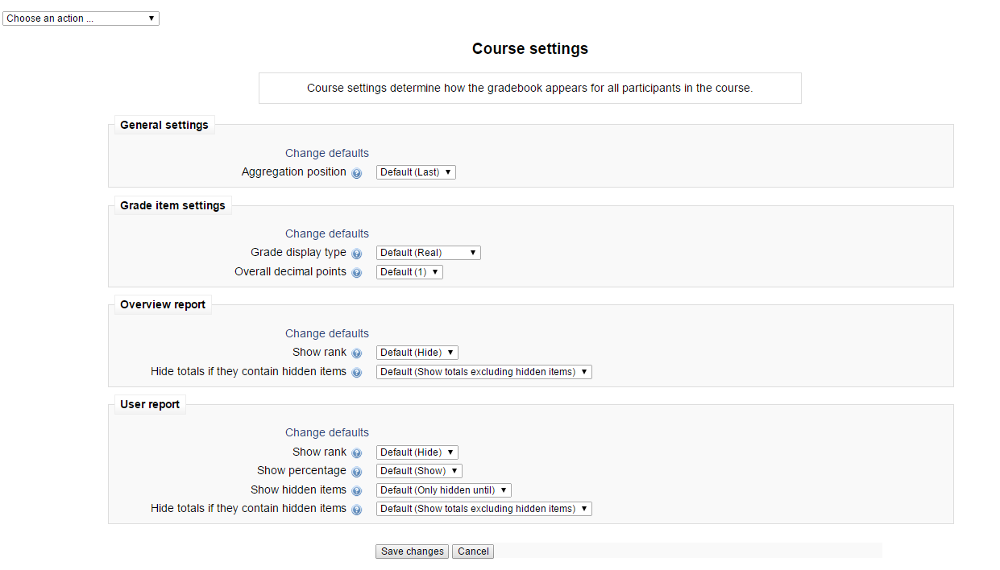 Choose an action ...
Course settings
Course settings determine how the gradebook appears for all participants in the course.
General settings
Change defaults
Aggregation position Default (Last)
Grade item settings
Change defaults
Grade display type Default (Real)
Overall decimal points Default (1)
Overview report
Change defaults
Show rank Default (Hide)
Hide totals if they contain hidden items Default (Show totals excluding hidden items)
User report
Change defaults
Show rank Default (Hide)
Show percentage Default (Show)
Show hidden items Default (Only hidden until)
Hide totals if they contain hidden items Default (Show totals excluding hidden items)
Save changes Cancel